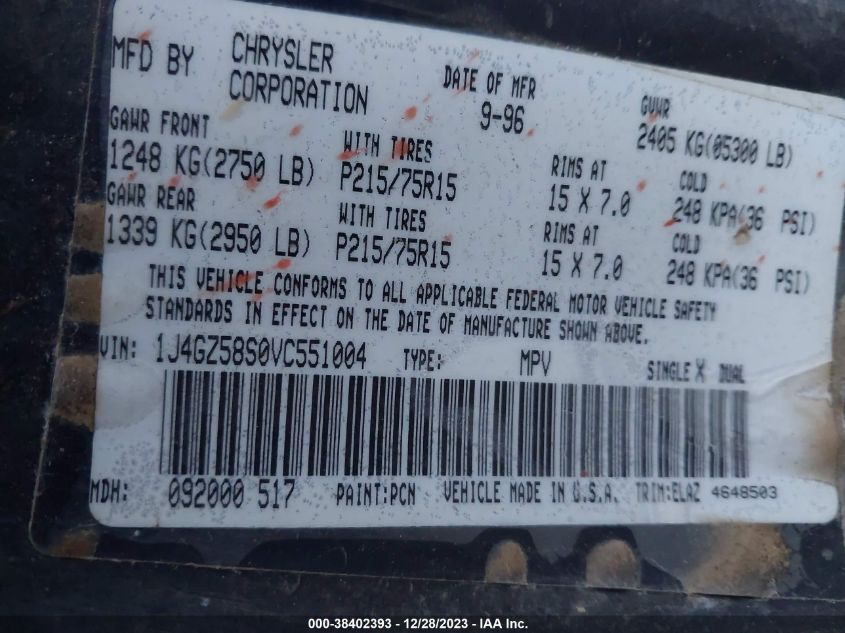 MFD BY CHRYSLER CORPORATION DATE OF MFR 9-96 GVWR 2405 KG(05300 LB)
GAWR FRONT WITH TIRES RIMS AT COLD
1248 KG(2750 LB) P215/75R15 15 X 7.0 248 KPA(36 PSI)
GAWR REAR WITH TIRES RIMS AT COLD
1339 KG(2950 LB) P215/75R15 15 X 7.0 248 KPA(36 PSI)
THIS VEHICLE CONFORMS TO ALL APPLICABLE FEDERAL MOTOR VEHICLE SAFETY
STANDARDS IN EFFECT ON THE DATE OF MANUFACTURE SHOWN ABOVE.
VIN: 1J4GZ58S0VC551004 TYPE: MPV SINGLE X DUAL
MDH: 092000 517 PAINT:PCN VEHICLE MADE IN U.S.A. TRIM:ELAZ 4648503
000-38402393 - 12/28/2023 - IAA Inc.